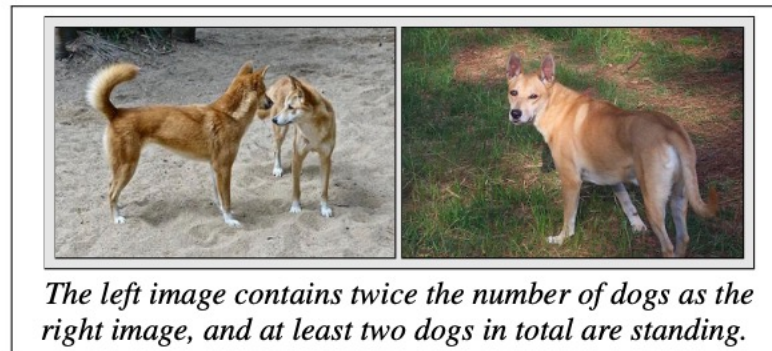 The left image contains twice the number of dogs as the
right image, and at least two dogs in total are standing.